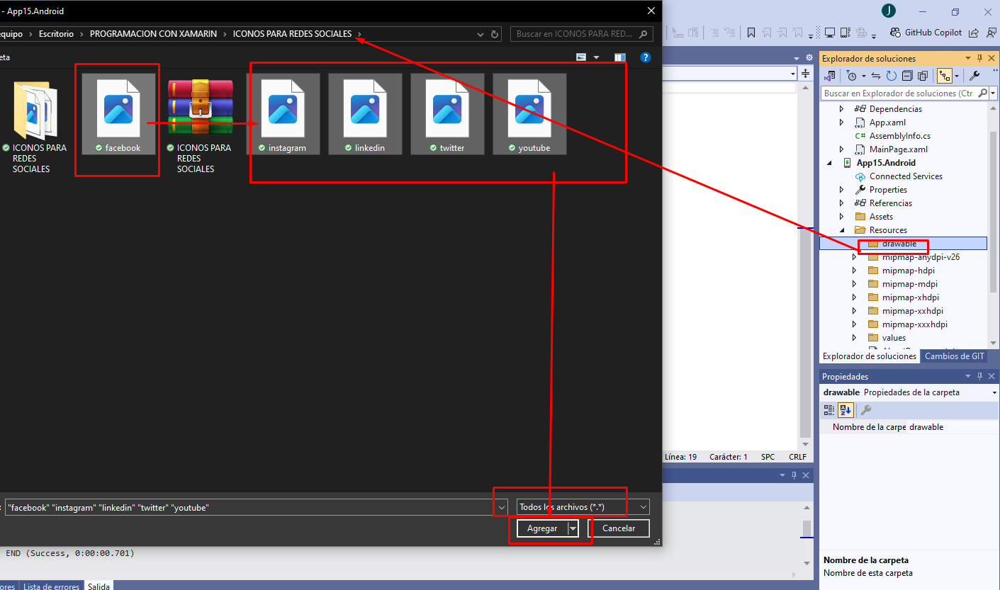 - App15.Android
equipo > Escritorio > PROGRAMACION CON XAMARIN > ICONOS PARA REDES SOCIALES >
Buscar en ICONOS PARA RED...
eta
ICONOS PARA
REDES
SOCIALES
facebook
ICONOS PARA
REDES
SOCIALES
instagram
linkedin
twitter
youtube
"facebook" "instagram" "linkedin" "twitter" "youtube"
Todos los archivos (*.*)
Agregar
Cancelar
END (Success, 0:00:00.701)
ores
Lista de errores
Salida
Línea: 19
Carácter: 1
SPC
CRLF
J
GitHub Copilot
Explorador de soluciones
Buscar en Explorador de soluciones (Ctr
Dependencias
App.xaml
C# AssemblyInfo.cs
MainPage.xaml
App15.Android
Connected Services
Properties
Referencias
Assets
Resources
drawable
mipmap-anydpi-v26
mipmap-hdpi
mipmap-mdpi
mipmap-xhdpi
mipmap-xxhdpi
mipmap-xxxhdpi
values
Explorador de soluciones
Cambios de GIT
Propiedades
drawable Propiedades de la carpeta
Nombre de la carpe drawable
Nombre de la carpeta
Nombre de esta carpeta